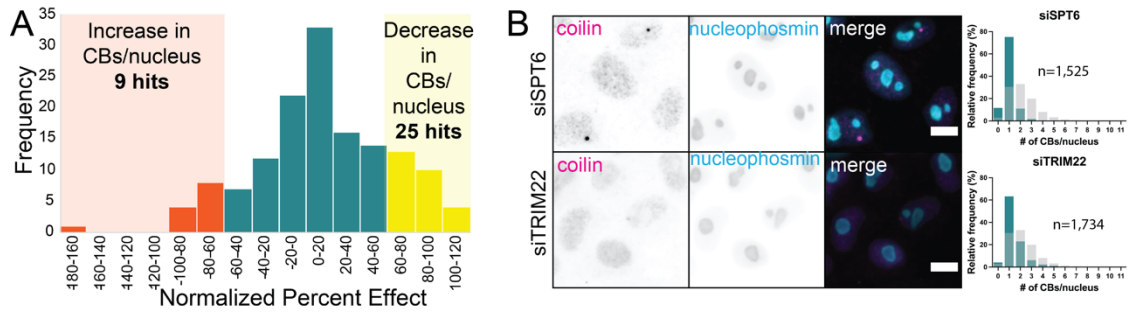 A
Increase in
CBs/nucleus
9 hits
Decrease
in
CBs/
nucleus
25 hits
Frequency
35
30
25
20
15
10
5
0
-180-160
-160-140
-140-120
-120-100
-100-80
-80-60
-60-40
-40-20
-20-0
0-20
20-40
40-60
60-80
80-100
100-120
Normalized Percent Effect
B
siSPT6
coilin
nucleophosmin
merge
siTRIM22
coilin
nucleophosmin
merge
siSPT6
Relative frequency (%)
80
60
40
20
0
n=1,525
0 1 2 3 4 5 6 7 8 9 10 11
# of CBs/nucleus
siTRIM22
Relative frequency (%)
80
60
40
20
0
n=1,734
0 1 2 3 4 5 6 7 8 9 10 11
# of CBs/nucleus